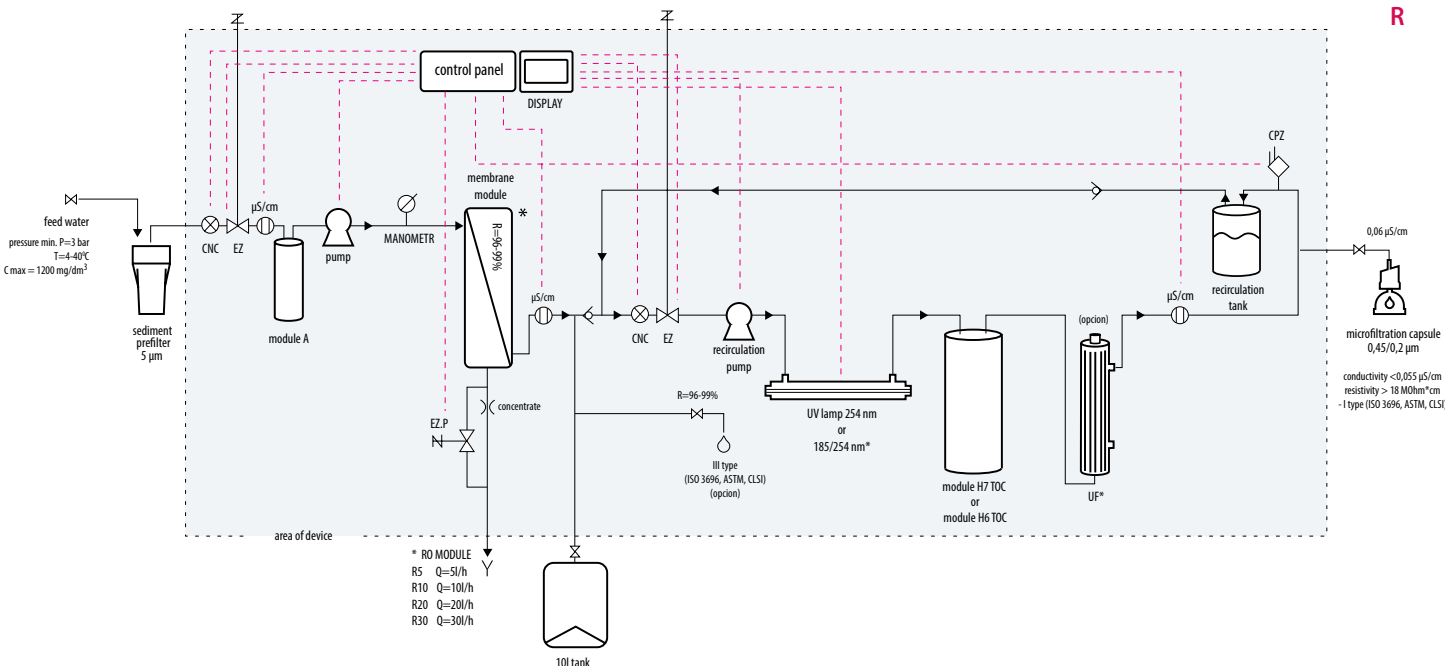 R
control panel
DISPLAY
CPZ
membrane
module
*
µS/cm
feed water
pressure min. P=3 bar
T=4-40ºC
C max = 1200 mg/dm³
CNC
EZ
MANOMETR
pump
R=96-99%
sediment
prefilter
5 µm
module A
µS/cm
CNC
EZ
recirculation
pump
µS/cm
(opcion)
recirculation
tank
0,06 µS/cm
microfiltration capsule
0,45/0,2 µm
conductivity <0,055 µS/cm
resistivity > 18 MOhm*cm
- I type (ISO 3696, ASTM, CLSI)
EZ.P
concentrate
R=96-99%
III type
(ISO 3696, ASTM, CLSI)
(opcion)
UV lamp 254 nm
or
185/254 nm*
module H7 TOC
or
module H6 TOC
UF*
area of device
* RO MODULE
R5 Q=5l/h
R10 Q=10l/h
R20 Q=20l/h
R30 Q=30l/h
10l tank